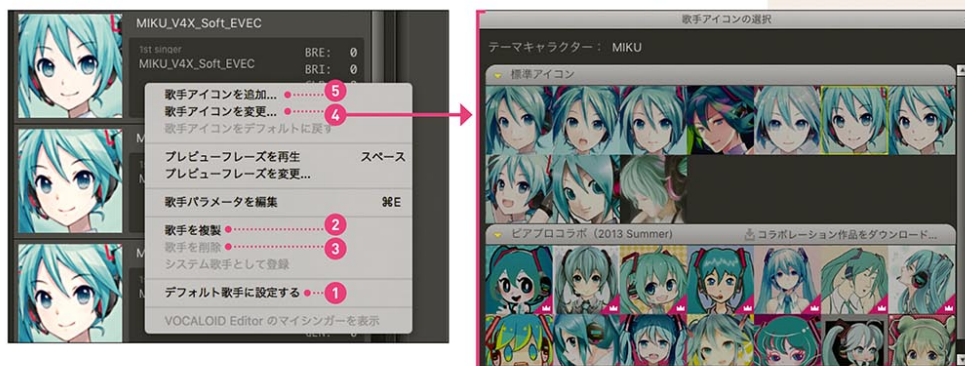 MIKU_V4X_Soft_EVEC
1st singer
MIKU_V4X_Soft_EVEC
BRE: 0
BRI: 0
歌手アイコンを追加... 5
歌手アイコンを変更... 4
歌手アイコンをデフォルトに戻す
プレビューフレーズを再生 スペース
プレビューフレーズを変更...
歌手パラメータを編集 ⌘E
歌手を複製 2
歌手を削除 3
システム歌手として登録
デフォルト歌手に設定する 1
VOCALOID Editor のマイシンガーを表示
歌手アイコンの選択
テーマキャラクター： MIKU
標準アイコン
ピアプロコラボ（2013 Summer） コラボレーション作品をダウンロード...